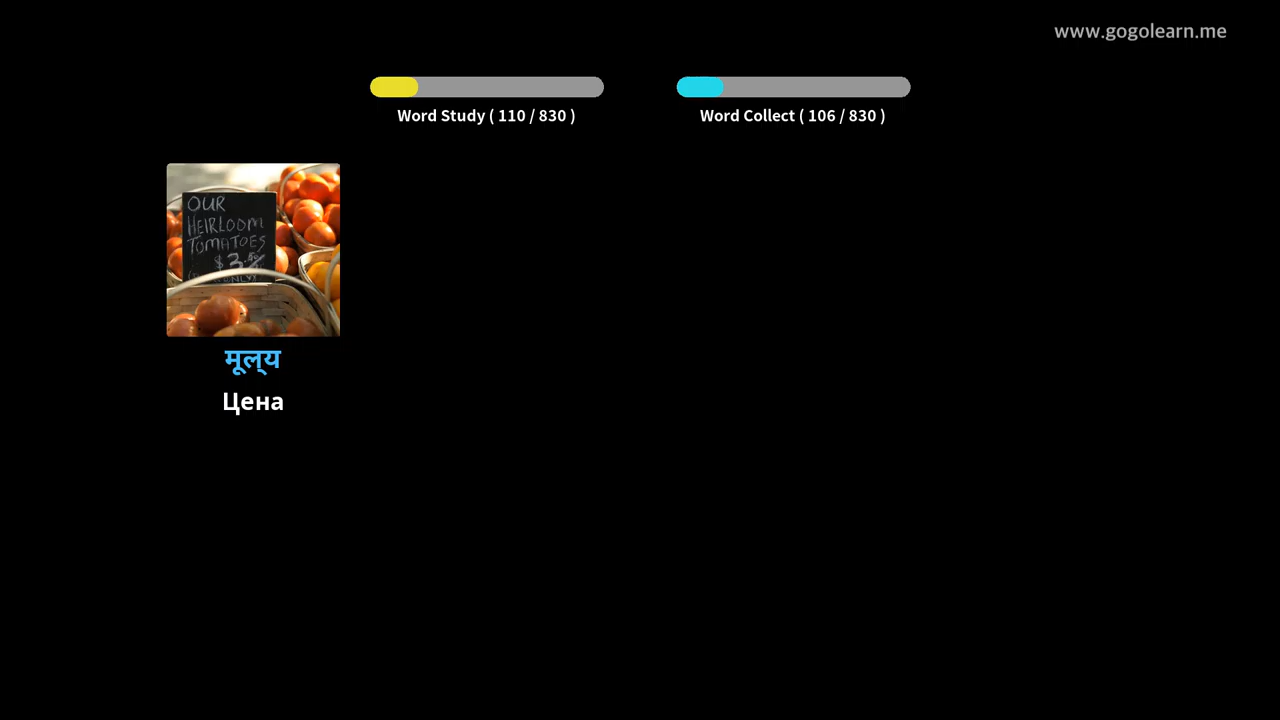 www.gogolearn.me
Word Study ( 110 / 830 )
Word Collect ( 106 / 830 )
OUR
HEIRLOOM
TOMATOES
मूल्य
Цена